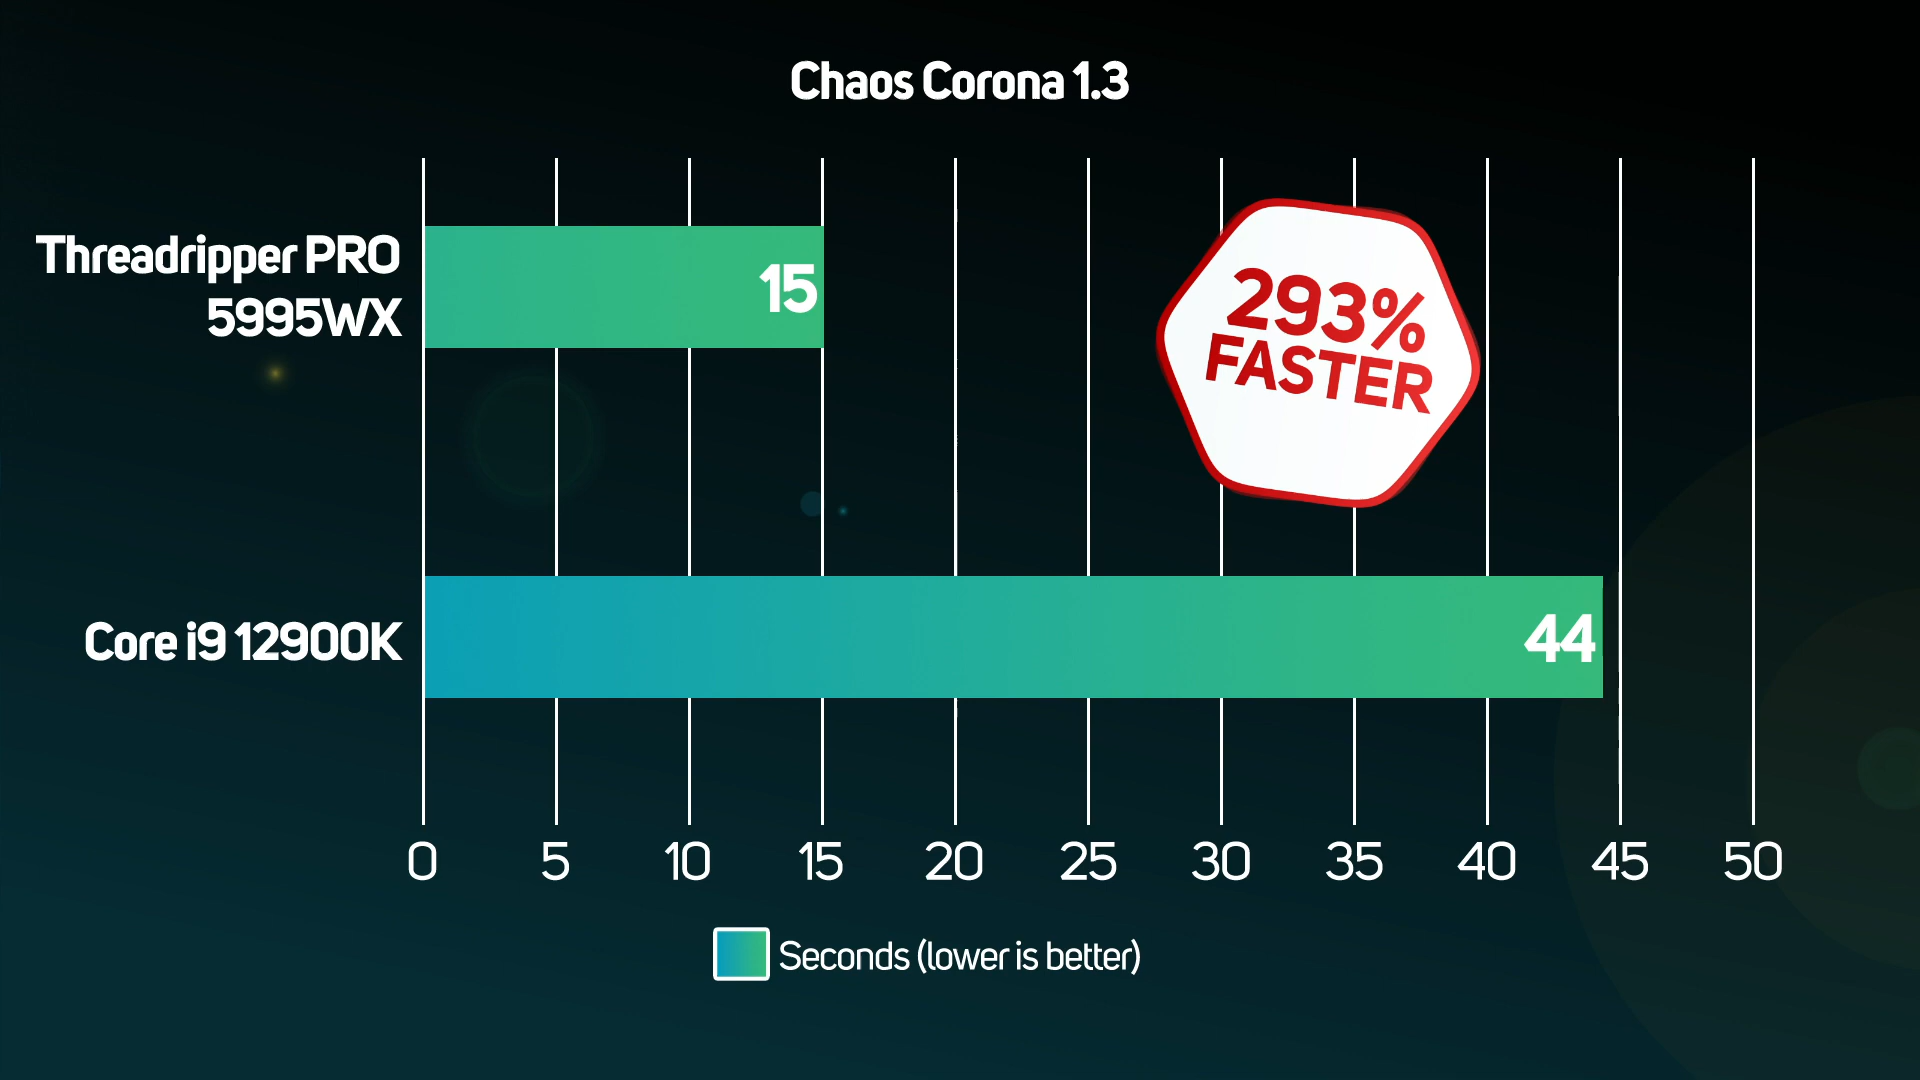 Chaos Corona 1.3
Threadripper PRO
5995WX
15
293%
FASTER
Core i9 12900K
44
0 5 10 15 20 25 30 35 40 45 50
Seconds (lower is better)